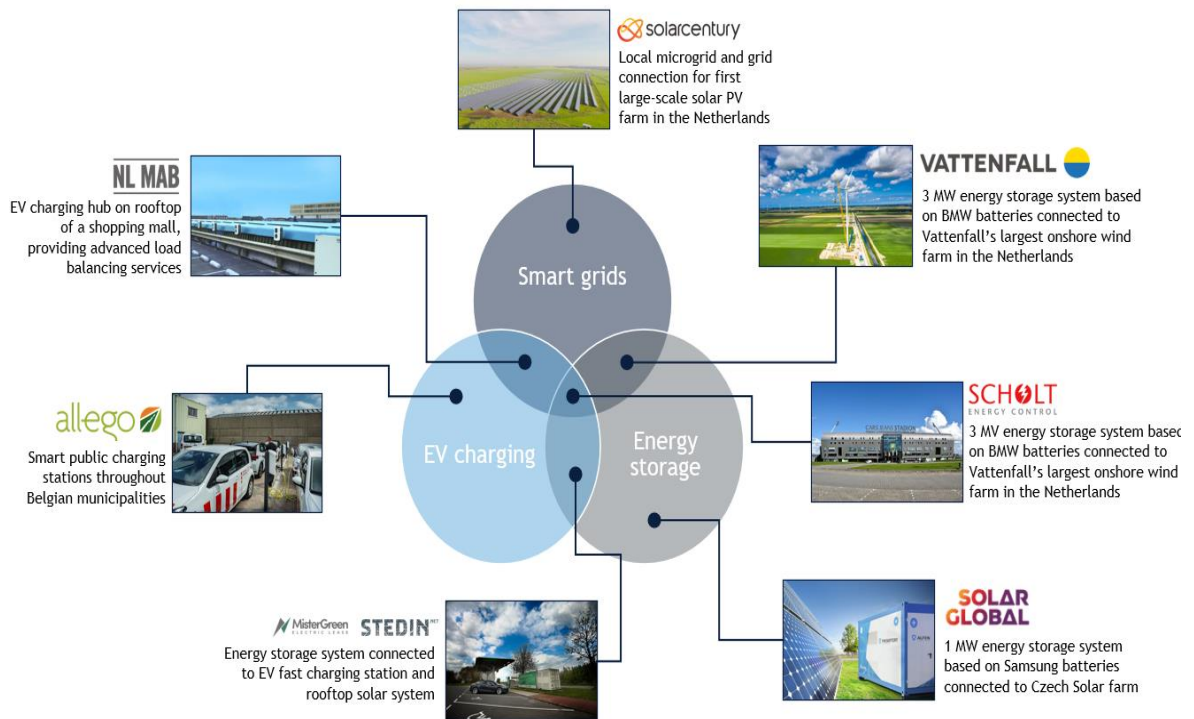 solarcentury
Local microgrid and grid
connection for first
large-scale solar PV
farm in the Netherlands
NL MAB
EV charging hub on rooftop
of a shopping mall,
providing advanced load
balancing services
VATTENFALL
3 MW energy storage system based
on BMW batteries connected to
Vattenfall's largest onshore wind
farm in the Netherlands
Smart grids
EV charging
Energy
storage
allego
Smart public charging
stations throughout
Belgian municipalities
SCHOLT
ENERGY CONTROL
3 MV energy storage system based
on BMW batteries connected to
Vattenfall's largest onshore wind
farm in the Netherlands
MisterGreen
ELECTRIC LEASE
STEDIN.NET
Energy storage system connected
to EV fast charging station and
rooftop solar system
SOLAR
GLOBAL
1 MW energy storage system
based on Samsung batteries
connected to Czech Solar farm